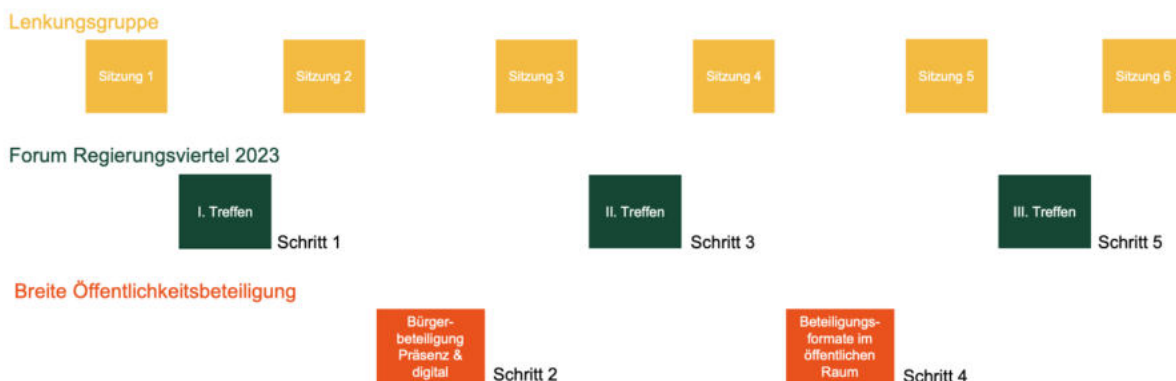 Lenkungsgruppe
Sitzung 1
Sitzung 2
Sitzung 3
Sitzung 4
Sitzung 5
Sitzung 6
Forum Regierungsviertel 2023
I. Treffen
Schritt 1
II. Treffen
Schritt 3
III. Treffen
Schritt 5
Breite Öffentlichkeitsbeteiligung
Bürger-
beteiligung
Präsenz &
digital
Schritt 2
Beteiligungs-
formate im
öffentlichen
Raum
Schritt 4